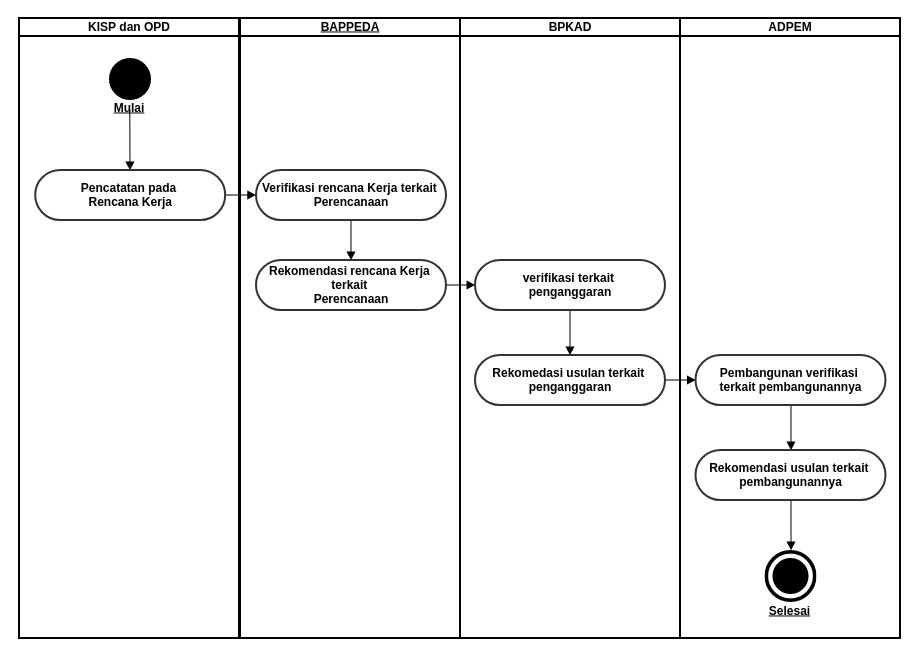 KISP dan OPD
BAPPEDA
BPKAD
ADPEM
Mulai
Pencatatan pada
Rencana Kerja
Verifikasi rencana Kerja terkait
Perencanaan
Rekomendasi rencana Kerja
terkait
Perencanaan
verifikasi terkait
penganggaran
Rekomedasi usulan terkait
penganggaran
Pembangunan verifikasi
terkait pembangunannya
Rekomendasi usulan terkait
pembangunannya
Selesai